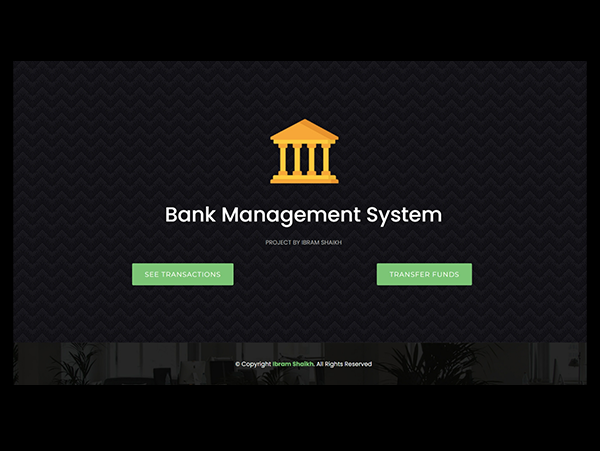 Bank Management System
PROJECT BY IBRAM SHAIKH
SEE TRANSACTIONS
TRANSFER FUNDS
© Copyright Ibram Shaikh. All Rights Reserved